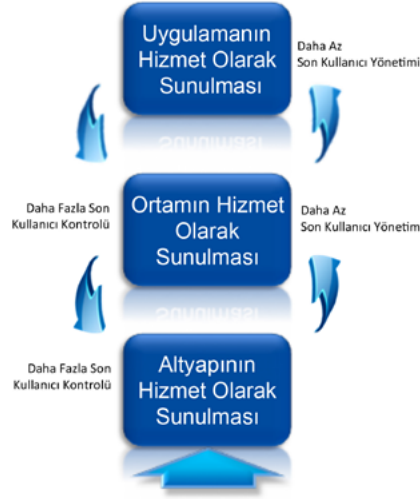 Uygulamanın
Hizmet Olarak
Sunulması
Daha Az
Son Kullanıcı Yönetimi
Daha Fazla Son
Kullanıcı Kontrolü
Ortamın Hizmet
Olarak
Sunulması
Daha Az
Son Kullanıcı Yönetim
Daha Fazla Son
Kullanıcı Kontrolü
Altyapının
Hizmet Olarak
Sunulması